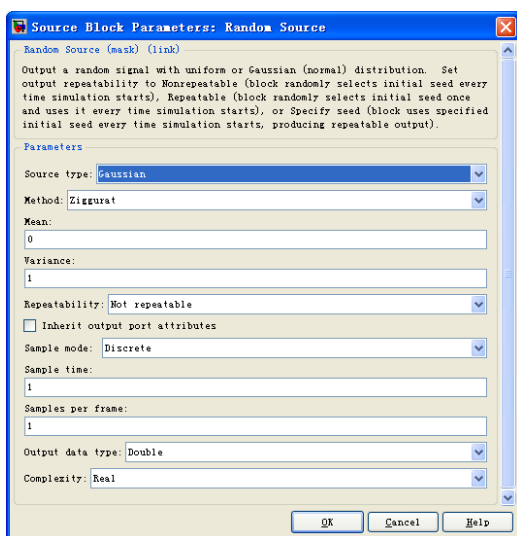 Source Block Parameters: Random Source
Random Source (mask) (link)
Output a random signal with uniform or Gaussian (normal) distribution. Set
output repeatability to Nonrepeatable (block randomly selects initial seed every
time simulation starts), Repeatable (block randomly selects initial seed once
and uses it every time simulation starts), or Specify seed (block uses specified
initial seed every time simulation starts, producing repeatable output).
Parameters
Source type: Gaussian
Method: Ziggurat
Mean:
0
Variance:
1
Repeatability: Not repeatable
Inherit output port attributes
Sample mode: Discrete
Sample time:
1
Samples per frame:
1
Output data type: Double
Complexity: Real
OK Cancel Help